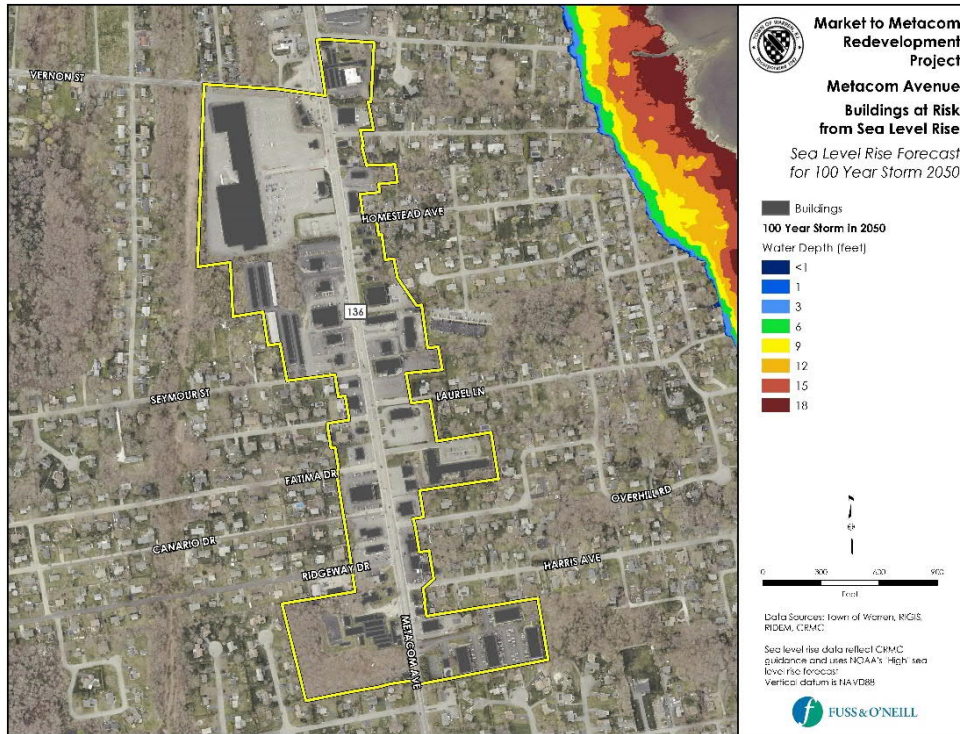 VERNON ST
HOMESTEAD AVE
136
SEYMOUR ST
LAUREL LN
FATIMA DR
OVERHILL RD
CANARIO DR
RIDGEWAY DR
HARRIS AVE
METACOM AVE
TOWN OF WARREN, R.I.
Market to Metacom
Redevelopment
Project
Metacom Avenue
Buildings at Risk
from Sea Level Rise
Sea Level Rise Forecast
for 100 Year Storm 2050
Buildings
100 Year Storm in 2050
Water Depth (feet)
<1
1
3
6
9
12
15
18
0 300 600 900
Feet
Data Sources: Town of Warren, RIGIS,
RIDEM, CRMC
Sea level rise data reflect CRMC
guidance and uses NOAA's 'High' sea
level rise forecast
Vertical datum is NAVD88
FUSS & O'NEILL